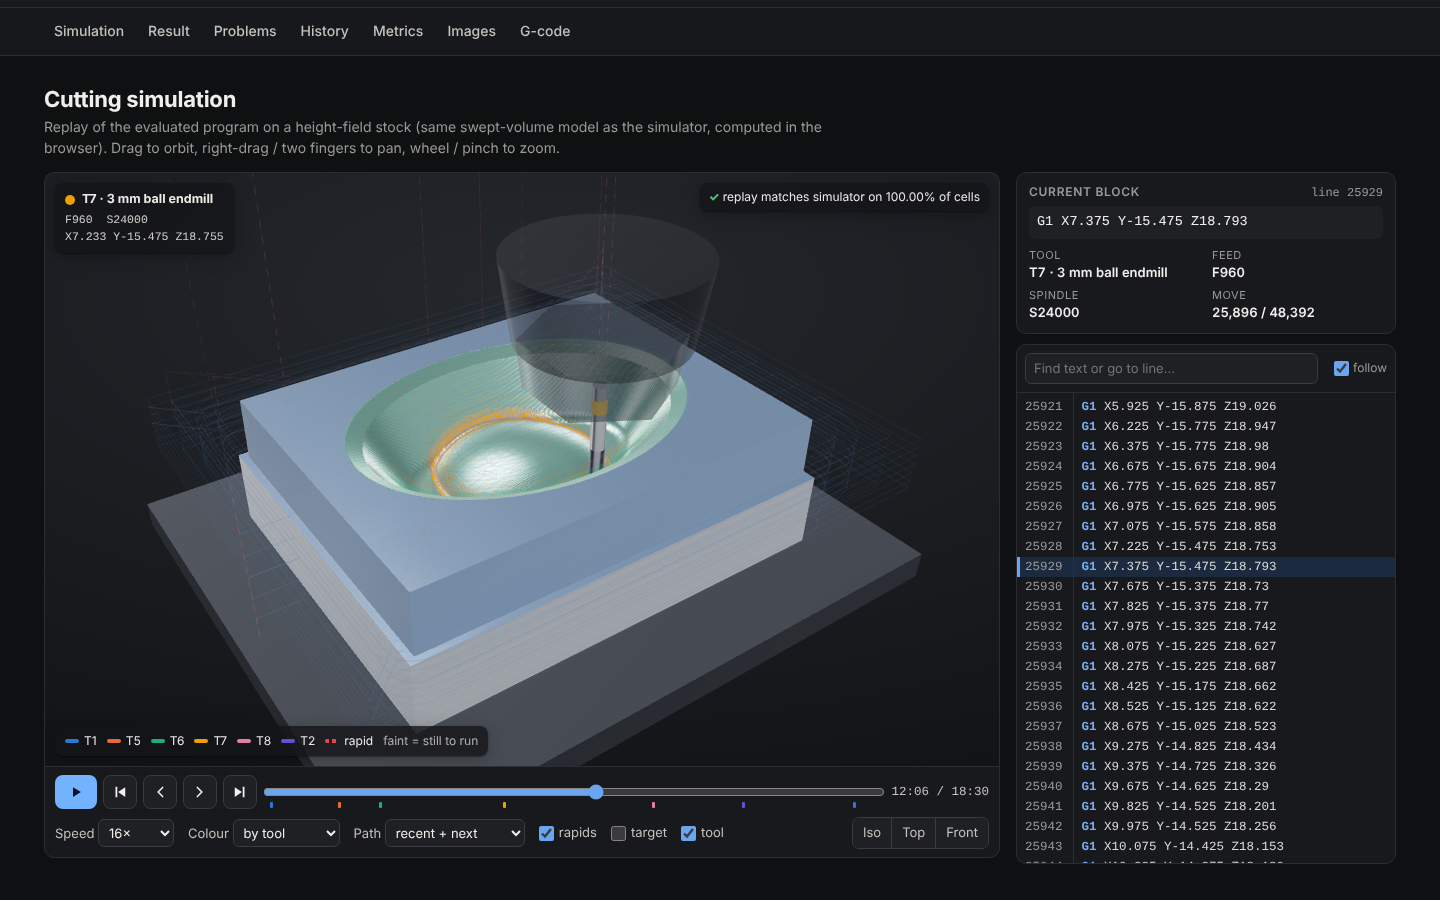 Simulation Result Problems History Metrics Images G-code
Cutting simulation
Replay of the evaluated program on a height-field stock (same swept-volume model as the simulator, computed in the
browser). Drag to orbit, right-drag / two fingers to pan, wheel / pinch to zoom.
T7 · 3 mm ball endmill
F960 S24000
X7.233 Y-15.475 Z18.755
✓ replay matches simulator on 100.00% of cells
T1 T5 T6 T7 T8 T2 rapid faint = still to run
12:06 / 18:30
Speed 16× Colour by tool Path recent + next rapids target tool Iso Top Front
CURRENT BLOCK line 25929
G1 X7.375 Y-15.475 Z18.793
TOOL FEED
T7 · 3 mm ball endmill F960
SPINDLE MOVE
S24000 25,896 / 48,392
Find text or go to line... follow
25921 G1 X5.925 Y-15.875 Z19.026
25922 G1 X6.225 Y-15.775 Z18.947
25923 G1 X6.375 Y-15.775 Z18.98
25924 G1 X6.675 Y-15.675 Z18.904
25925 G1 X6.775 Y-15.625 Z18.857
25926 G1 X6.975 Y-15.625 Z18.905
25927 G1 X7.075 Y-15.575 Z18.858
25928 G1 X7.225 Y-15.475 Z18.753
25929 G1 X7.375 Y-15.475 Z18.793
25930 G1 X7.675 Y-15.375 Z18.73
25931 G1 X7.825 Y-15.375 Z18.77
25932 G1 X7.975 Y-15.325 Z18.742
25933 G1 X8.075 Y-15.225 Z18.627
25934 G1 X8.275 Y-15.225 Z18.687
25935 G1 X8.425 Y-15.175 Z18.662
25936 G1 X8.525 Y-15.125 Z18.622
25937 G1 X8.675 Y-15.025 Z18.523
25938 G1 X9.275 Y-14.825 Z18.434
25939 G1 X9.375 Y-14.725 Z18.326
25940 G1 X9.675 Y-14.625 Z18.29
25941 G1 X9.825 Y-14.525 Z18.201
25942 G1 X9.975 Y-14.525 Z18.256
25943 G1 X10.075 Y-14.425 Z18.153